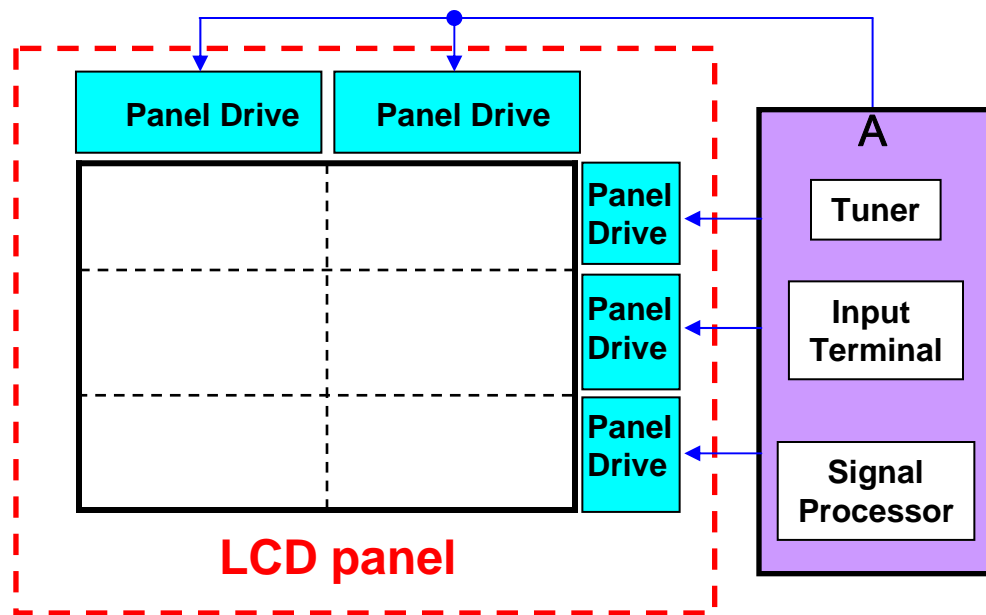 Panel Drive
Panel Drive
A
Panel
Drive
Tuner
Panel
Drive
Input
Terminal
Panel
Drive
Signal
Processor
LCD panel